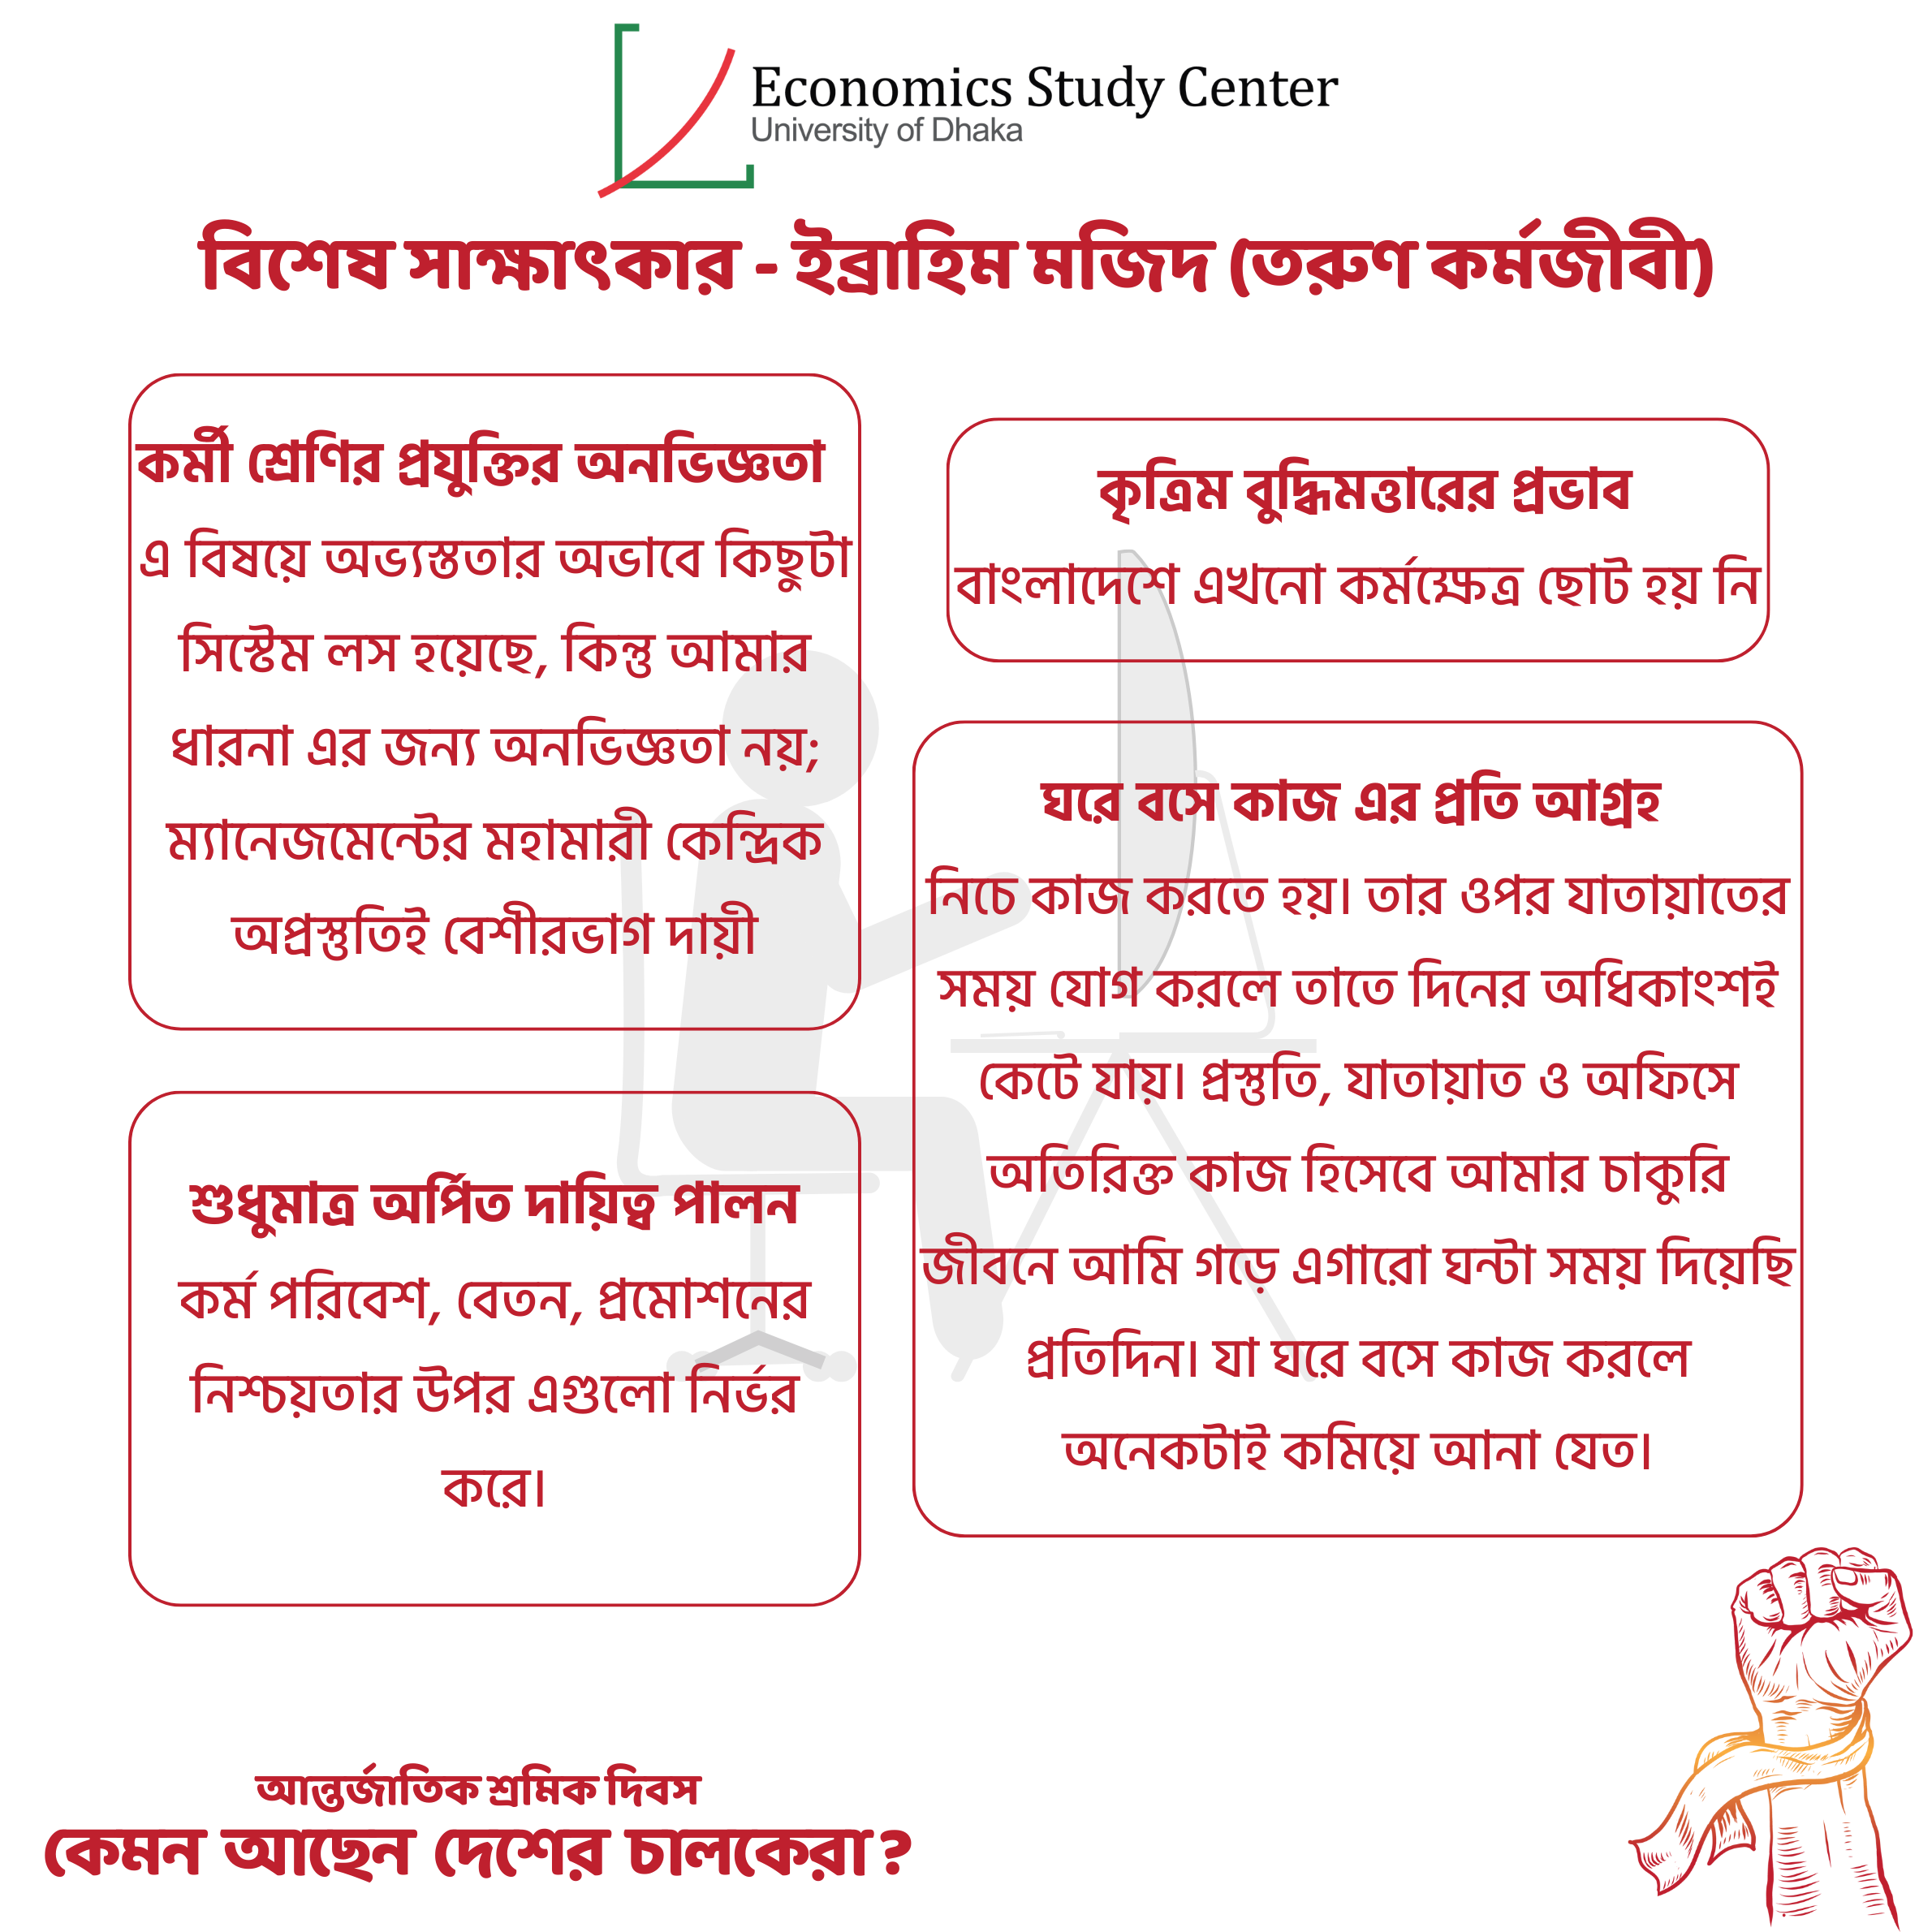 Economics Study Center
University of Dhaka
বিশেষ সাক্ষাৎকার - ইব্রাহিম মজিদ (তরুণ কর্মজীবী)
কর্মী শ্রেণির প্রযুক্তির অনভিজ্ঞতা
এ বিষয়ে অভ্যস্ততার অভাবে কিছুটা
সিস্টেম লস হয়েছে, কিন্তু আমার
ধারনা এর জন্য অনভিজ্ঞতা নয়;
ম্যানেজমেন্টের মহামারী কেন্দ্রিক
অপ্রস্তুতিই বেশীরভাগ দায়ী
শুধুমাত্র অর্পিত দায়িত্ব পালন
কর্ম পরিবেশ, বেতন, প্রমোশনের
নিশ্চয়তার উপর এগুলো নির্ভর
করে।
কৃত্রিম বুদ্ধিমত্তারের প্রভাব
বাংলাদেশে এখনো কর্মক্ষেত্র ছোট হয় নি
ঘরে বসে কাজ এর প্রতি আগ্রহ
নিচে কাজ করতে হয়। তার ওপর যাতায়াতের
সময় যোগ করলে তাতে দিনের অধিকাংশই
কেটে যায়। প্রস্তুতি, যাতায়াত ও অফিসে
অতিরিক্ত কাজ হিসেবে আমার চাকুরি
জীবনে আমি গড়ে এগারো ঘন্টা সময় দিয়েছি
প্রতিদিন। যা ঘরে বসে কাজ করলে
অনেকটাই কমিয়ে আনা যেত।
আন্তর্জাতিক শ্রমিক দিবস
কেমন আছেন দেশের চালকেরা?